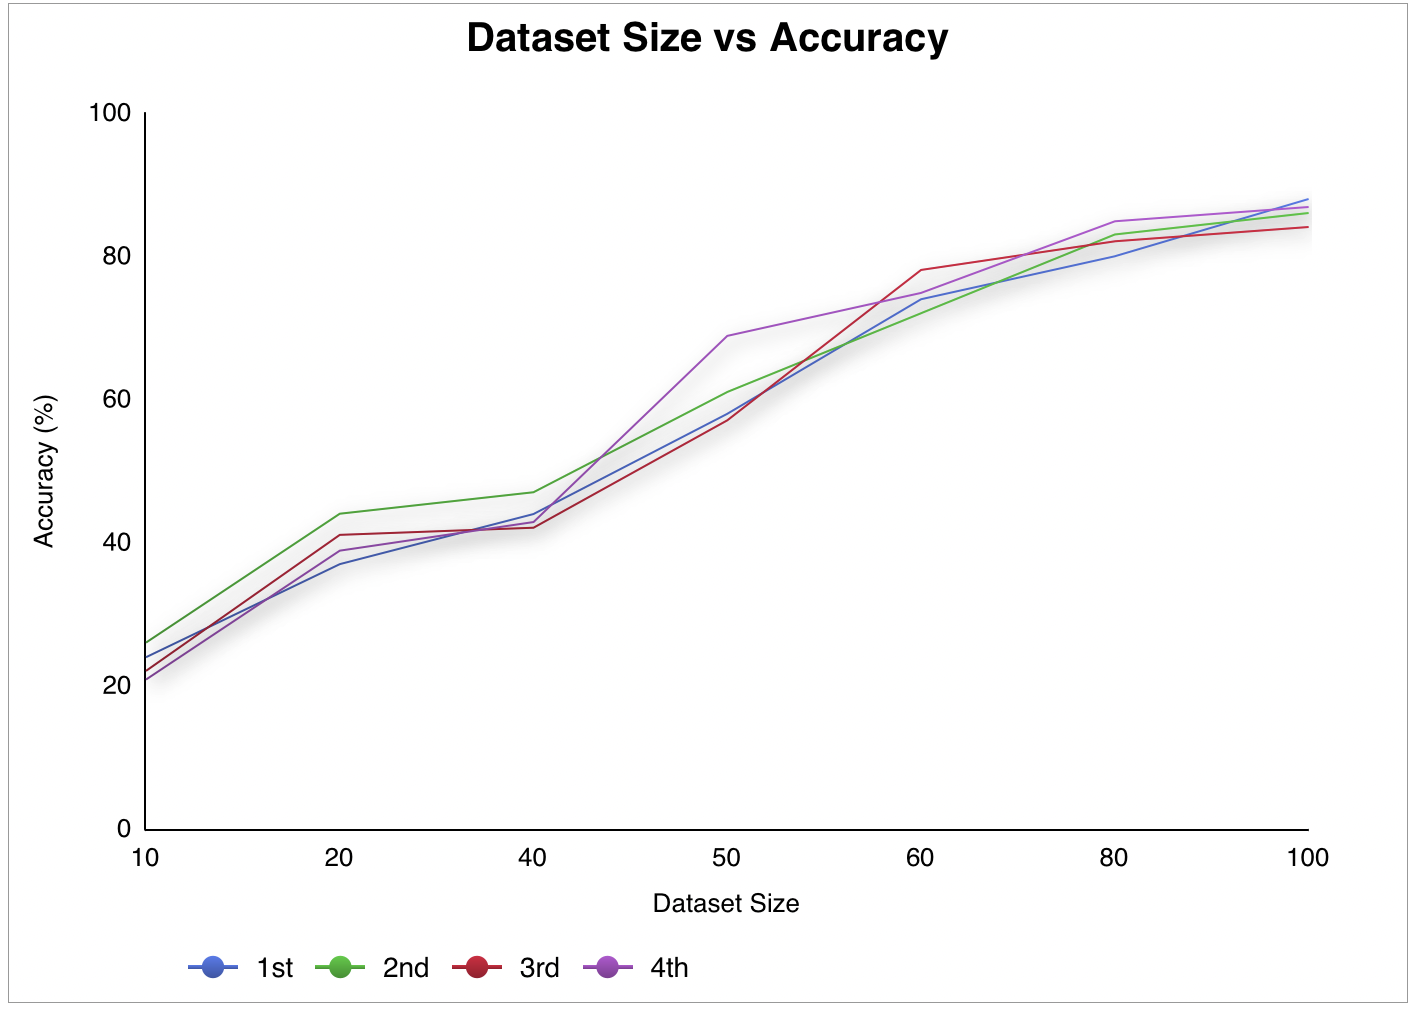 Dataset Size vs Accuracy
100
80
60
40
20
0
Accuracy (%)
10 20 40 50 60 80 100
Dataset Size
1st 2nd 3rd 4th